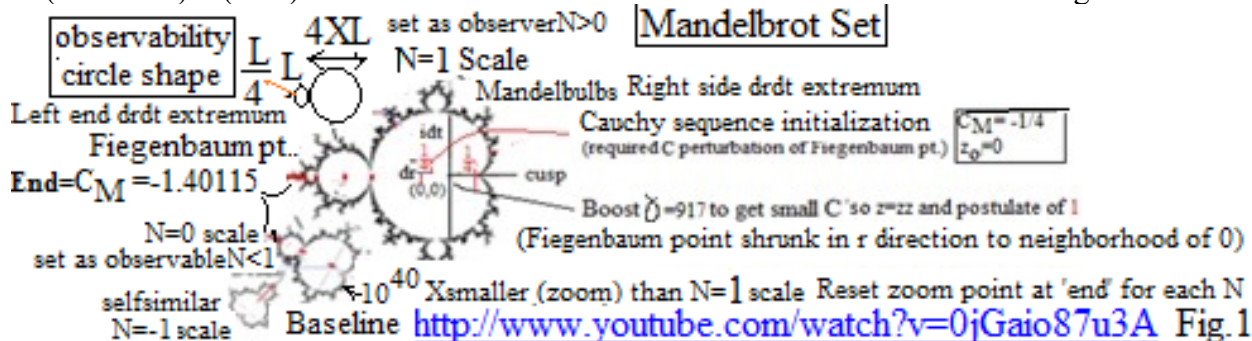 observability
circle shape
L
4
L
4XL
set as observerN>0
Mandelbrot Set
N=1 Scale
Mandelbulbs
Right side drdt extremum
Left end drdt extremum
Fiegenbaum pt..
End=CM =-1.40115
idt
dr
(0,0)
cusp
Cauchy sequence initialization
(required C perturbation of Fiegenbaum pt.)
CM= -1/4
zo=0
Boost
=917 to get small C so z=zz and postulate of 1
(Fiegenbaum point shrunk in r direction to neighborhood of 0)
N=0 scale
set as observableN<1
selfsimilar
N=-1 scale
10^40 Xsmaller (zoom) than N=1 scale Reset zoom point at 'end' for each N
Baseline http://www.youtube.com/watch?v=0jGaio87u3A Fig.1